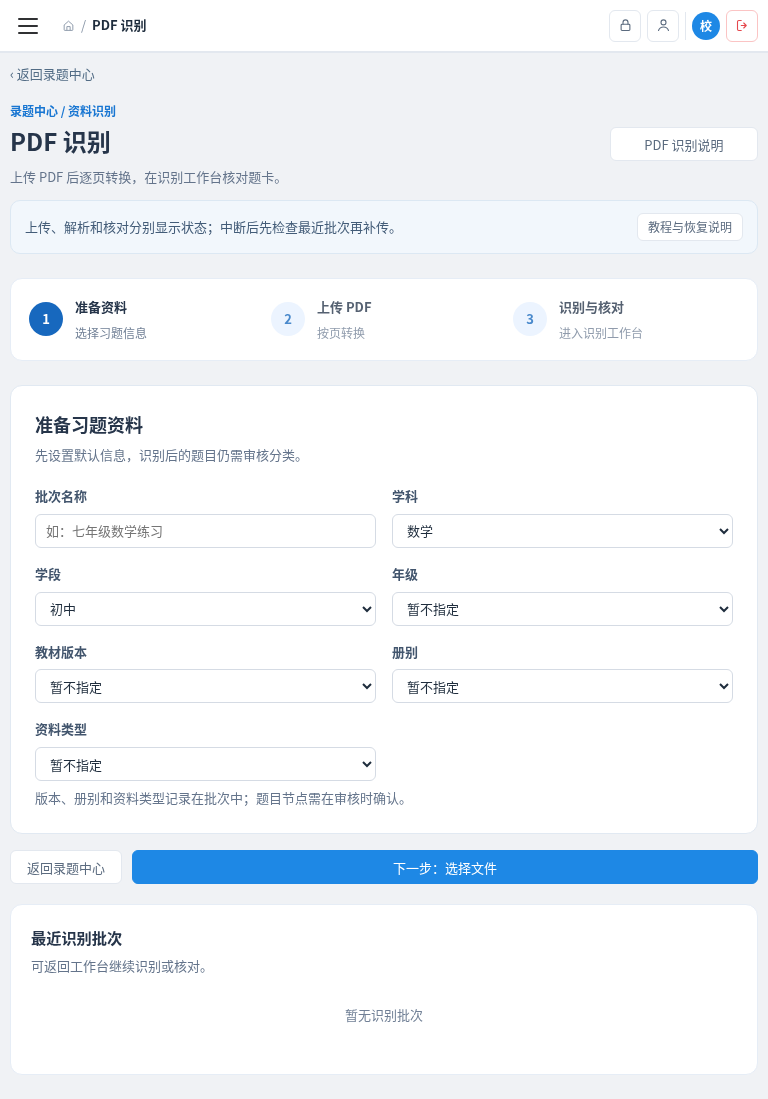 / PDF 识别
校
‹ 返回录题中心
录题中心 / 资料识别
PDF 识别
PDF 识别说明
上传 PDF 后逐页转换，在识别工作台核对题卡。
上传、解析和核对分别显示状态；中断后先检查最近批次再补传。
教程与恢复说明
1
准备资料
选择习题信息
2
上传 PDF
按页转换
3
识别与核对
进入识别工作台
准备习题资料
先设置默认信息，识别后的题目仍需审核分类。
批次名称
学科
如：七年级数学练习
数学
学段
年级
初中
暂不指定
教材版本
册别
暂不指定
暂不指定
资料类型
暂不指定
版本、册别和资料类型记录在批次中；题目节点需在审核时确认。
返回录题中心
下一步：选择文件
最近识别批次
可返回工作台继续识别或核对。
暂无识别批次